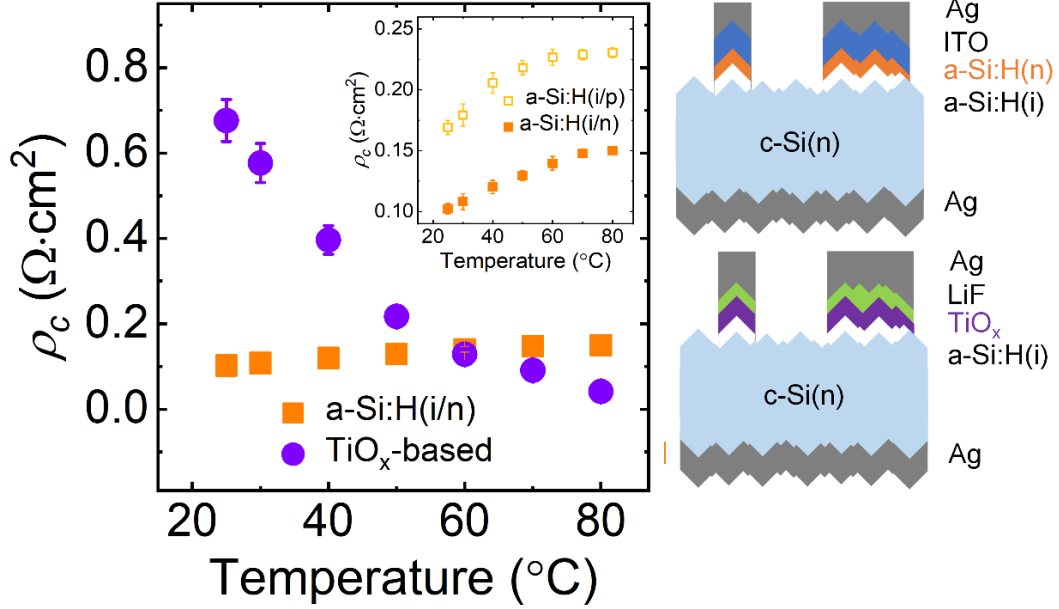 0.8
0.6
0.4
0.2
0.0
ρc (Ω·cm²)
20 40 60 80
Temperature (°C)
a-Si:H(i/n)
TiOx-based
0.25
0.20
0.15
0.10
ρc (Ω·cm²)
20 30 40 50 60 70 80
Temperature (°C)
a-Si:H(i/p)
a-Si:H(i/n)
Ag
ITO
a-Si:H(n)
a-Si:H(i)
c-Si(n)
Ag
Ag
LiF
TiOx
a-Si:H(i)
c-Si(n)
Ag